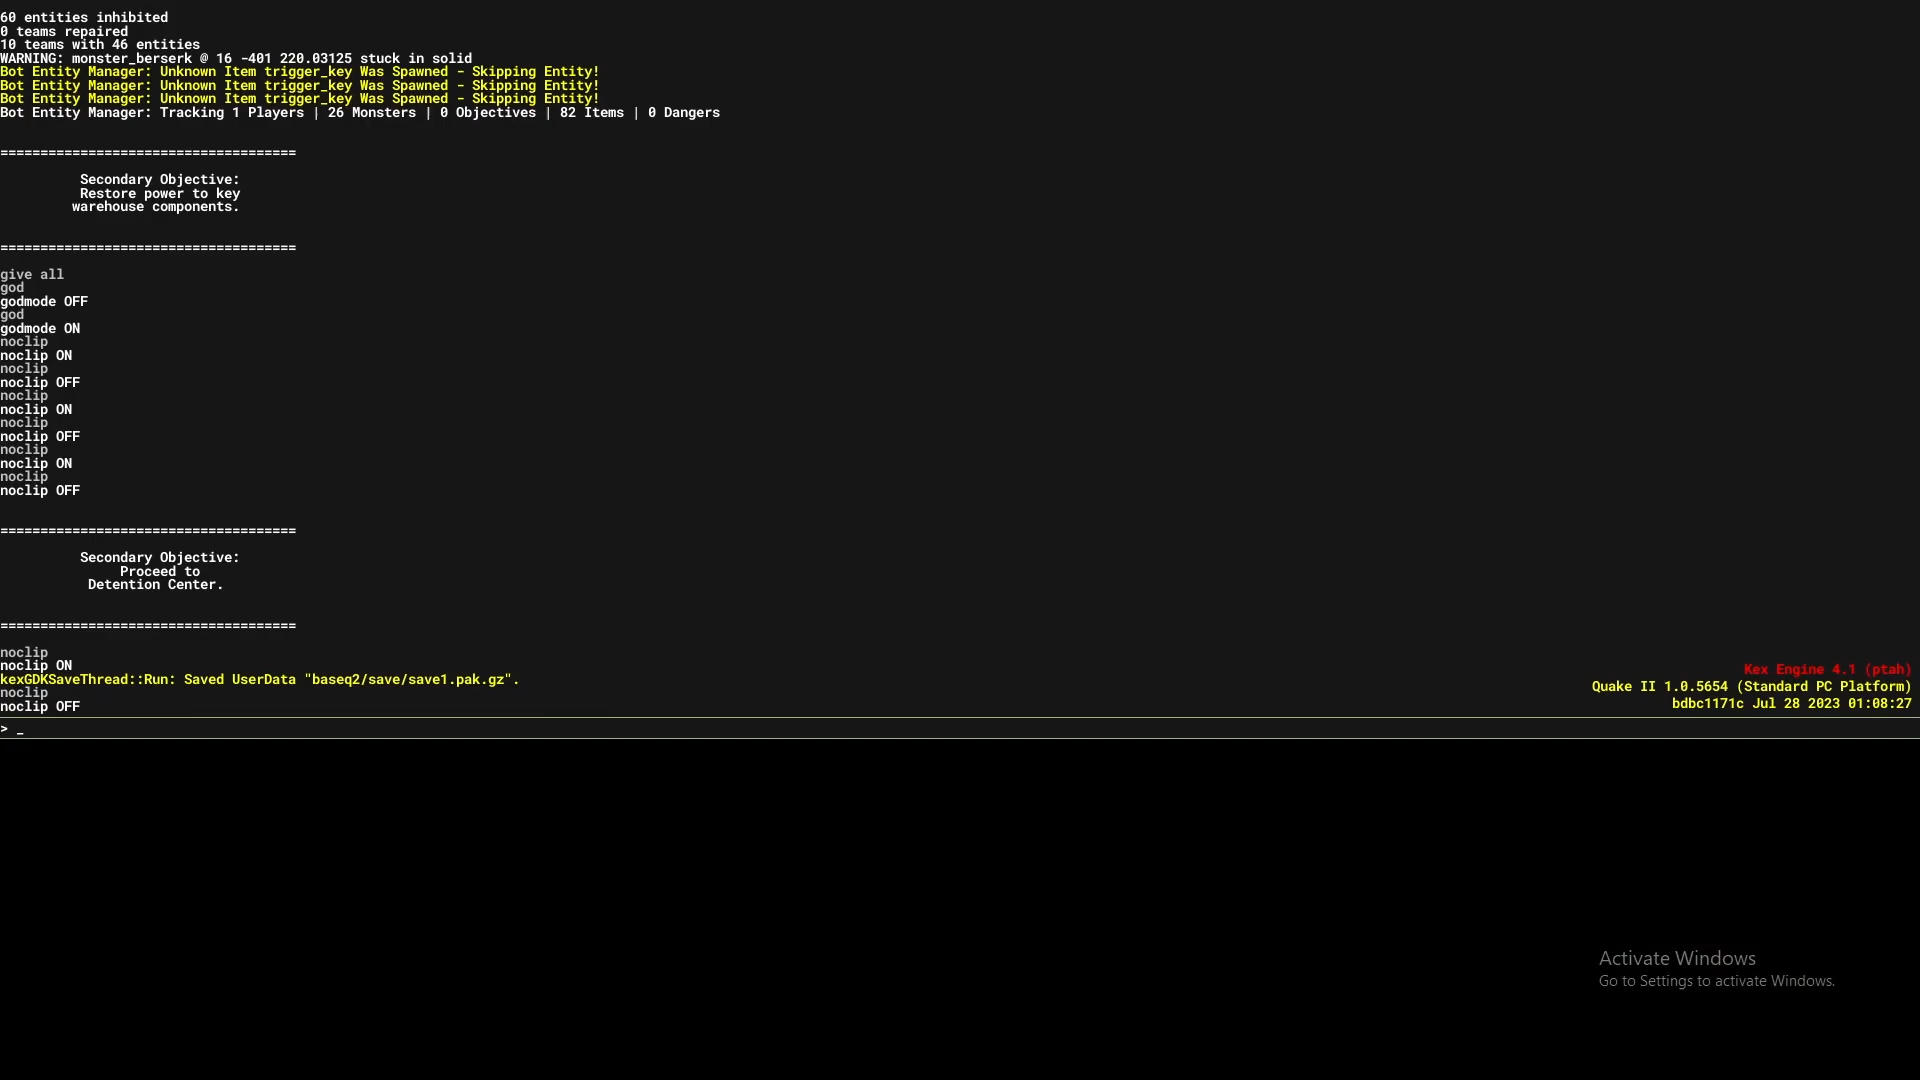 60 entities inhibited
0 teams repaired
10 teams with 46 entities
WARNING: monster_berserk @ 16 -401 220.03125 stuck in solid
Bot Entity Manager: Unknown Item trigger_key Was Spawned - Skipping Entity!
Bot Entity Manager: Unknown Item trigger_key Was Spawned - Skipping Entity!
Bot Entity Manager: Unknown Item trigger_key Was Spawned - Skipping Entity!
Bot Entity Manager: Tracking 1 Players | 26 Monsters | 0 Objectives | 82 Items | 0 Dangers
=====================================
Secondary Objective:
Restore power to key
warehouse components.
=====================================
give all
god
godmode OFF
god
godmode ON
noclip
noclip ON
noclip
noclip OFF
noclip
noclip ON
noclip
noclip OFF
noclip
noclip ON
noclip
noclip OFF
=====================================
Secondary Objective:
Proceed to
Detention Center.
=====================================
noclip
noclip ON
kexGDKSaveThread::Run: Saved UserData "baseq2/save/save1.pak.gz".
noclip
noclip OFF
Kex Engine 4.1 (ptah)
Quake II 1.0.5654 (Standard PC Platform)
bdbc1171c Jul 28 2023 01:08:27
> _
Activate Windows
Go to Settings to activate Windows.